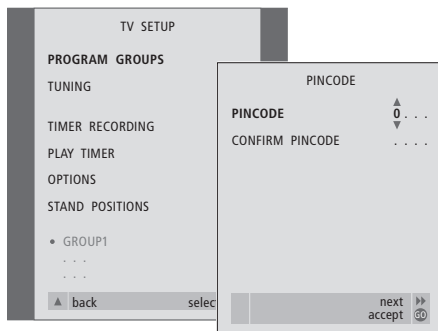 TV SETUP
PROGRAM GROUPS
TUNING
TIMER RECORDING
PLAY TIMER
OPTIONS
STAND POSITIONS
• GROUP1
. . .
. . .
▲ back selec
PINCODE
PINCODE 0 . . .
CONFIRM PINCODE . . . .
next
accept GO